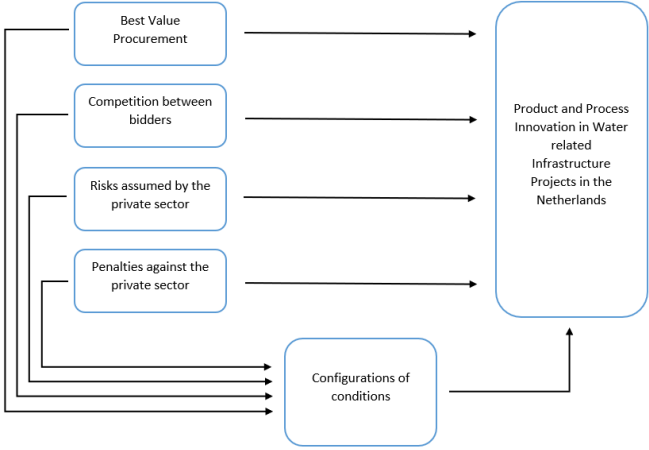 Best Value
Procurement
Competition between
bidders
Risks assumed by the
private sector
Penalties against the
private sector
Product and Process
Innovation in Water
related
Infrastructure
Projects in the
Netherlands
Configurations of
conditions